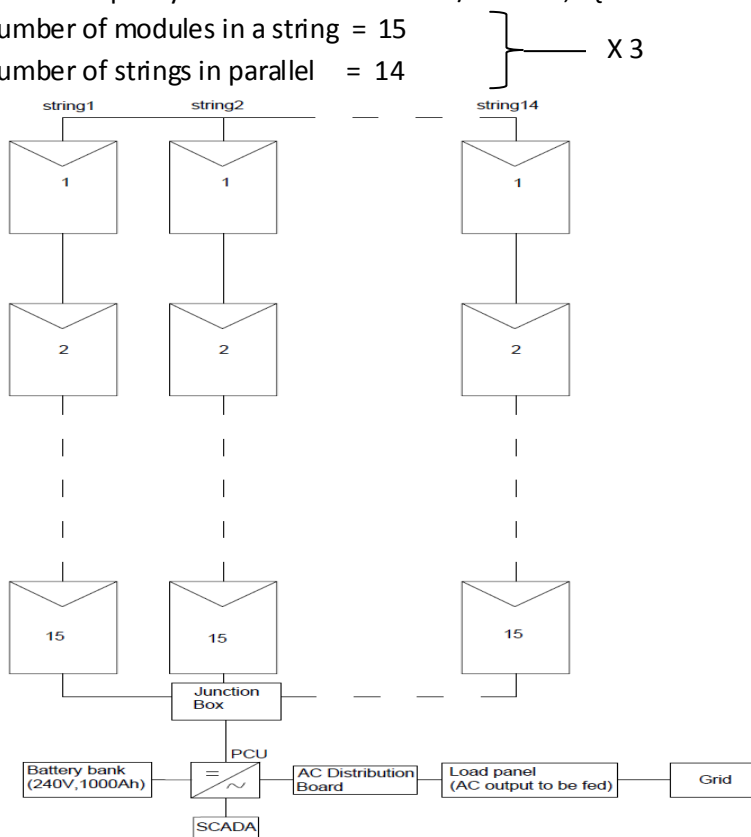 umber of modules in a string = 15
umber of strings in parallel = 14
X 3
string1 string2 string14
1 1 1
2 2 2
15 15 15
Junction
Box
PCU
Battery bank
(240V,1000Ah)
=
~
AC Distribution
Board
Load panel
(AC output to be fed)
Grid
SCADA